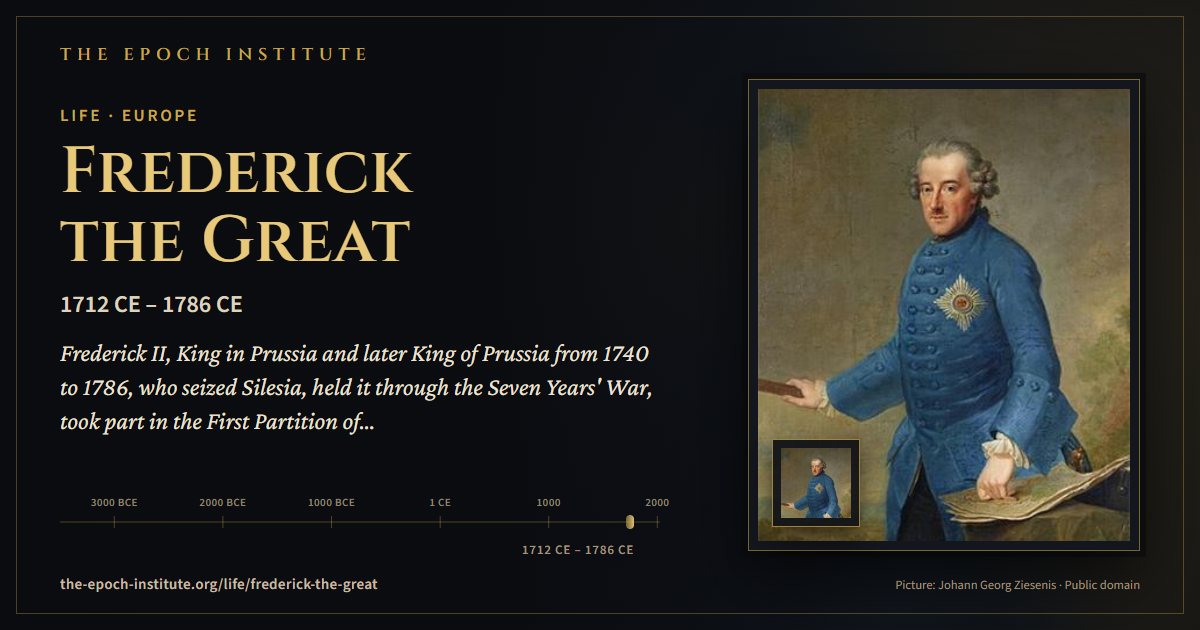 THE EPOCH INSTITUTE
LIFE · EUROPE
FREDERICK
THE GREAT
1712 CE – 1786 CE
Frederick II, King in Prussia and later King of Prussia from 1740
to 1786, who seized Silesia, held it through the Seven Years' War,
took part in the First Partition of...
3000 BCE 2000 BCE 1000 BCE 1 CE 1000 2000
1712 CE – 1786 CE
the-epoch-institute.org/life/frederick-the-great
Picture: Johann Georg Ziesenis · Public domain